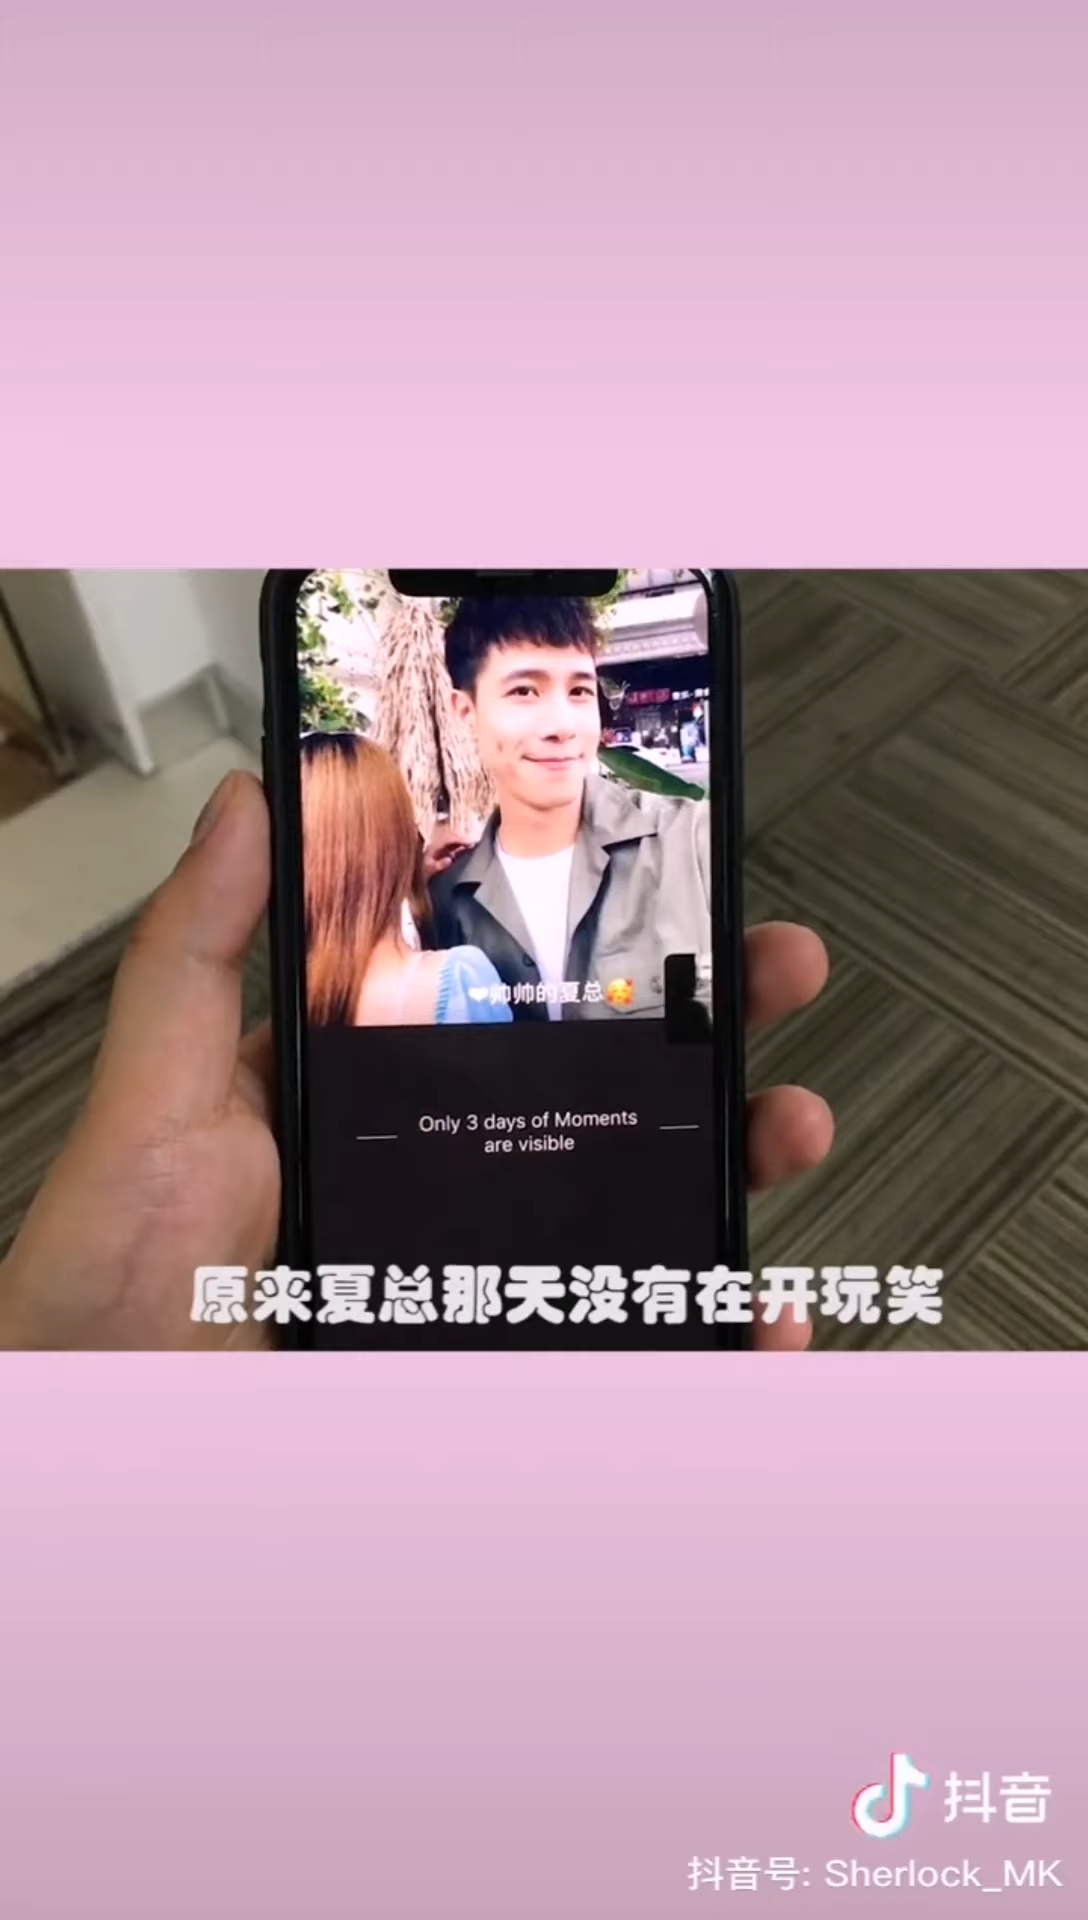 ❤帅帅的夏总🥰
Only 3 days of Moments
are visible
原来夏总那天没有在开玩笑
抖音
抖音号: Sherlock_MK